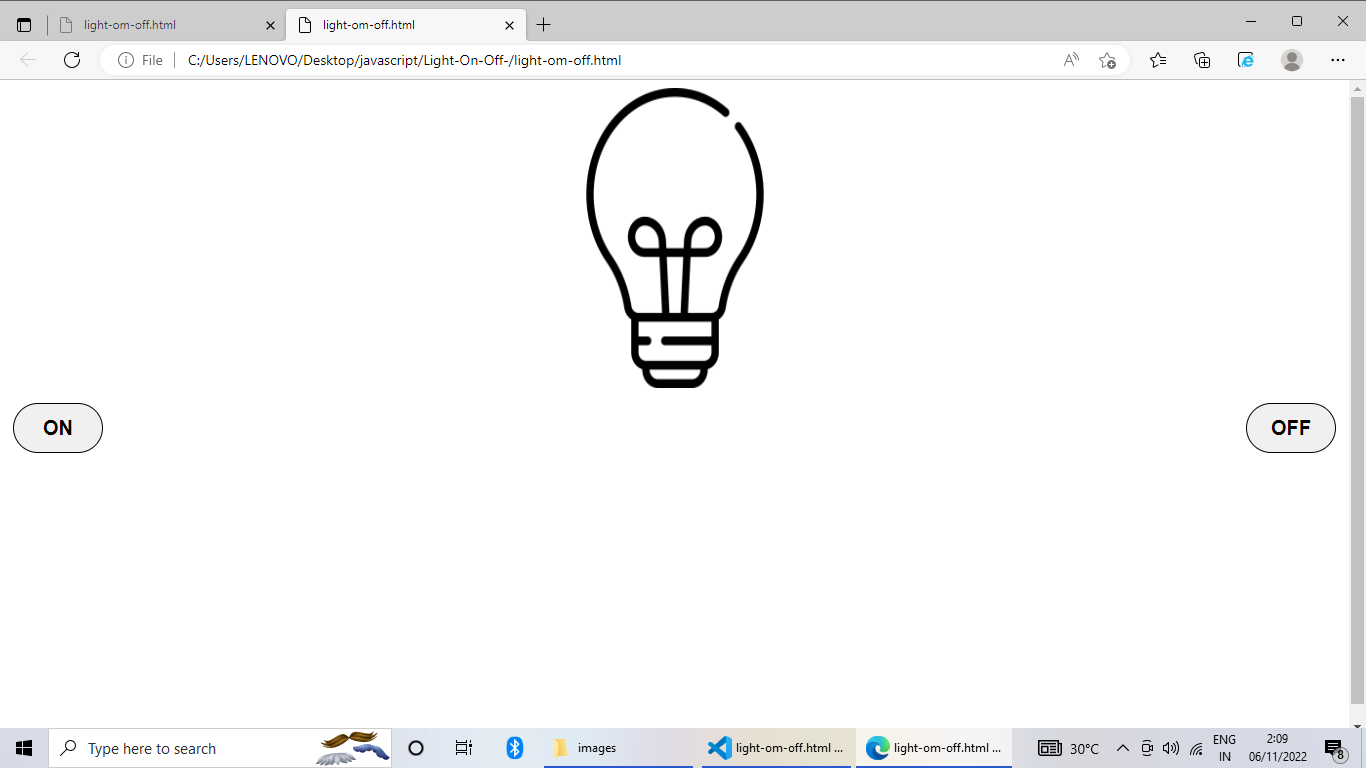 light-om-off.html
light-om-off.html
File
C:/Users/LENOVO/Desktop/javascript/Light-On-Off-/light-om-off.html
ON
OFF
Type here to search
images
light-om-off.html ...
light-om-off.html ...
30°C
ENG
IN
2:09
06/11/2022
8